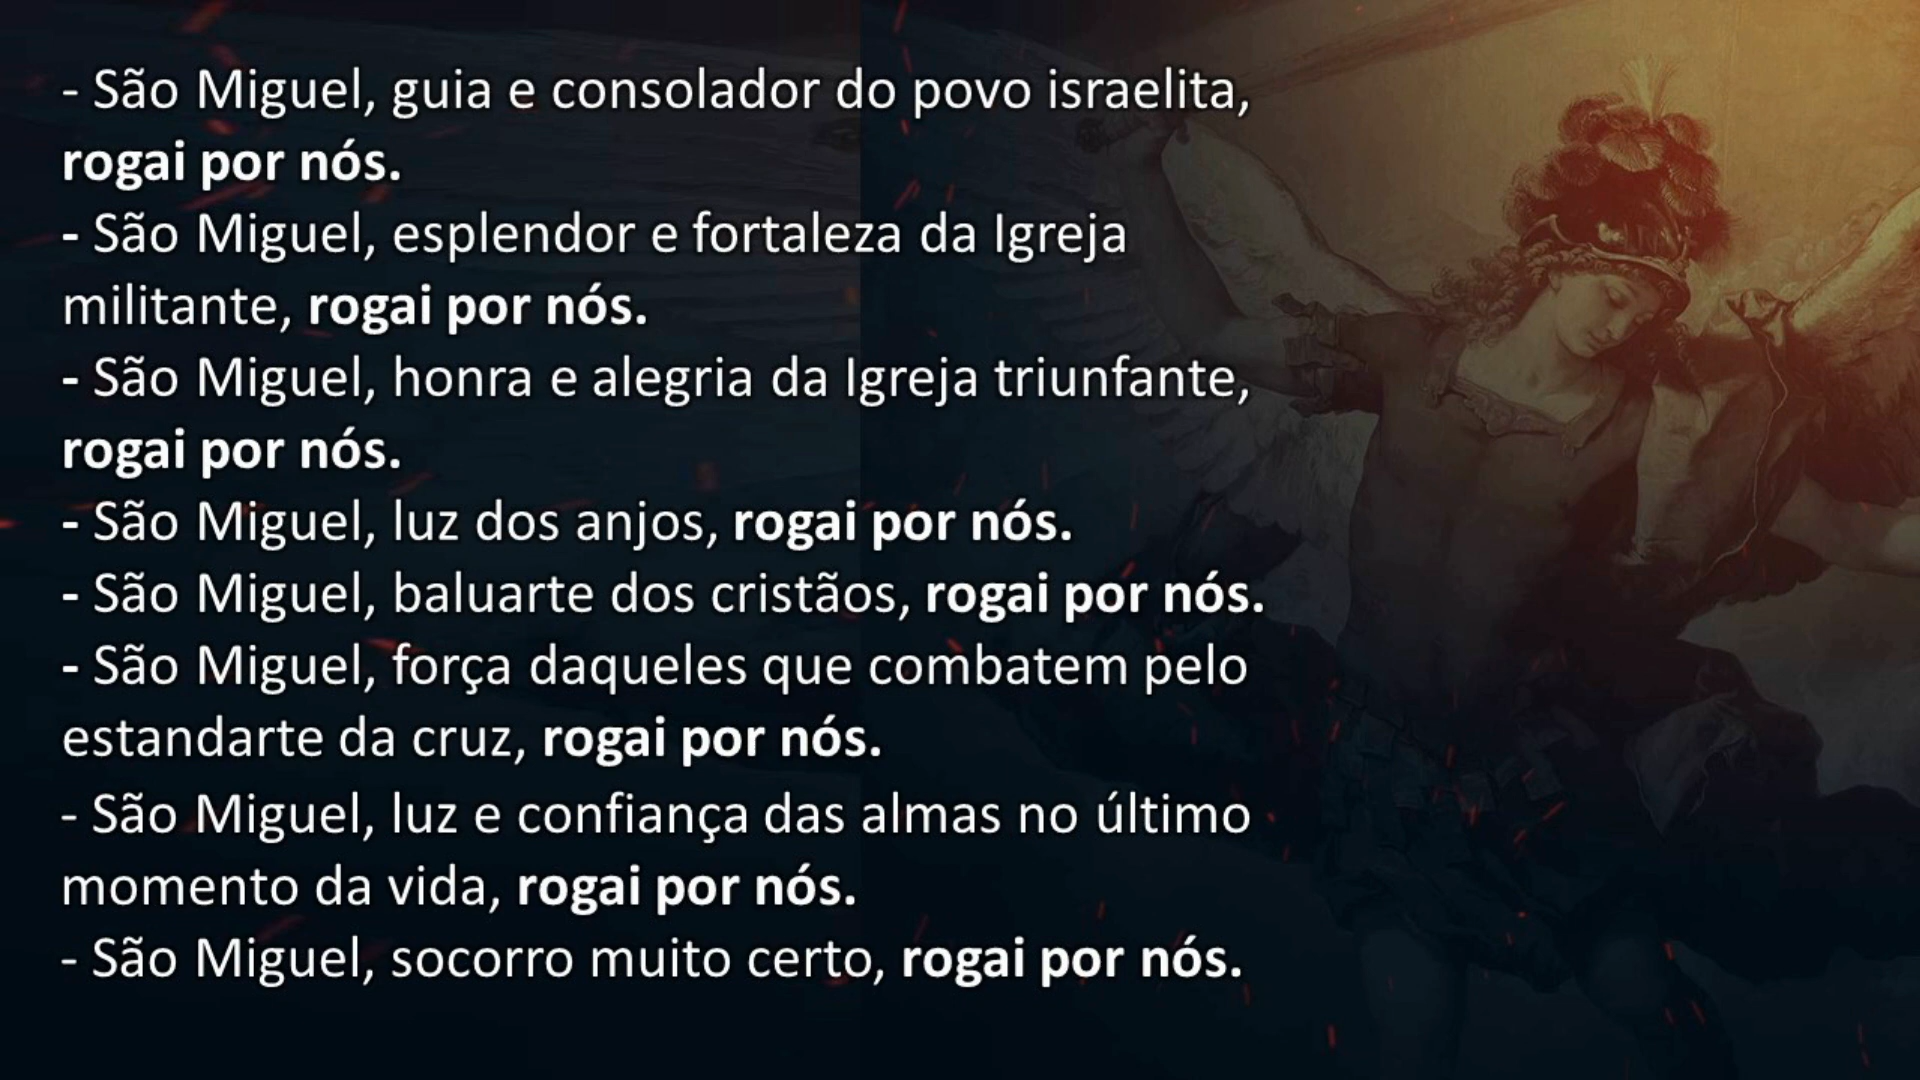 - São Miguel, guia e consolador do povo israelita,
rogai por nós.
- São Miguel, esplendor e fortaleza da Igreja
militante, rogai por nós.
- São Miguel, honra e alegria da Igreja triunfante,
rogai por nós.
- São Miguel, luz dos anjos, rogai por nós.
- São Miguel, baluarte dos cristãos, rogai por nós.
- São Miguel, força daqueles que combatem pelo
estandarte da cruz, rogai por nós.
- São Miguel, luz e confiança das almas no último
momento da vida, rogai por nós.
- São Miguel, socorro muito certo, rogai por nós.